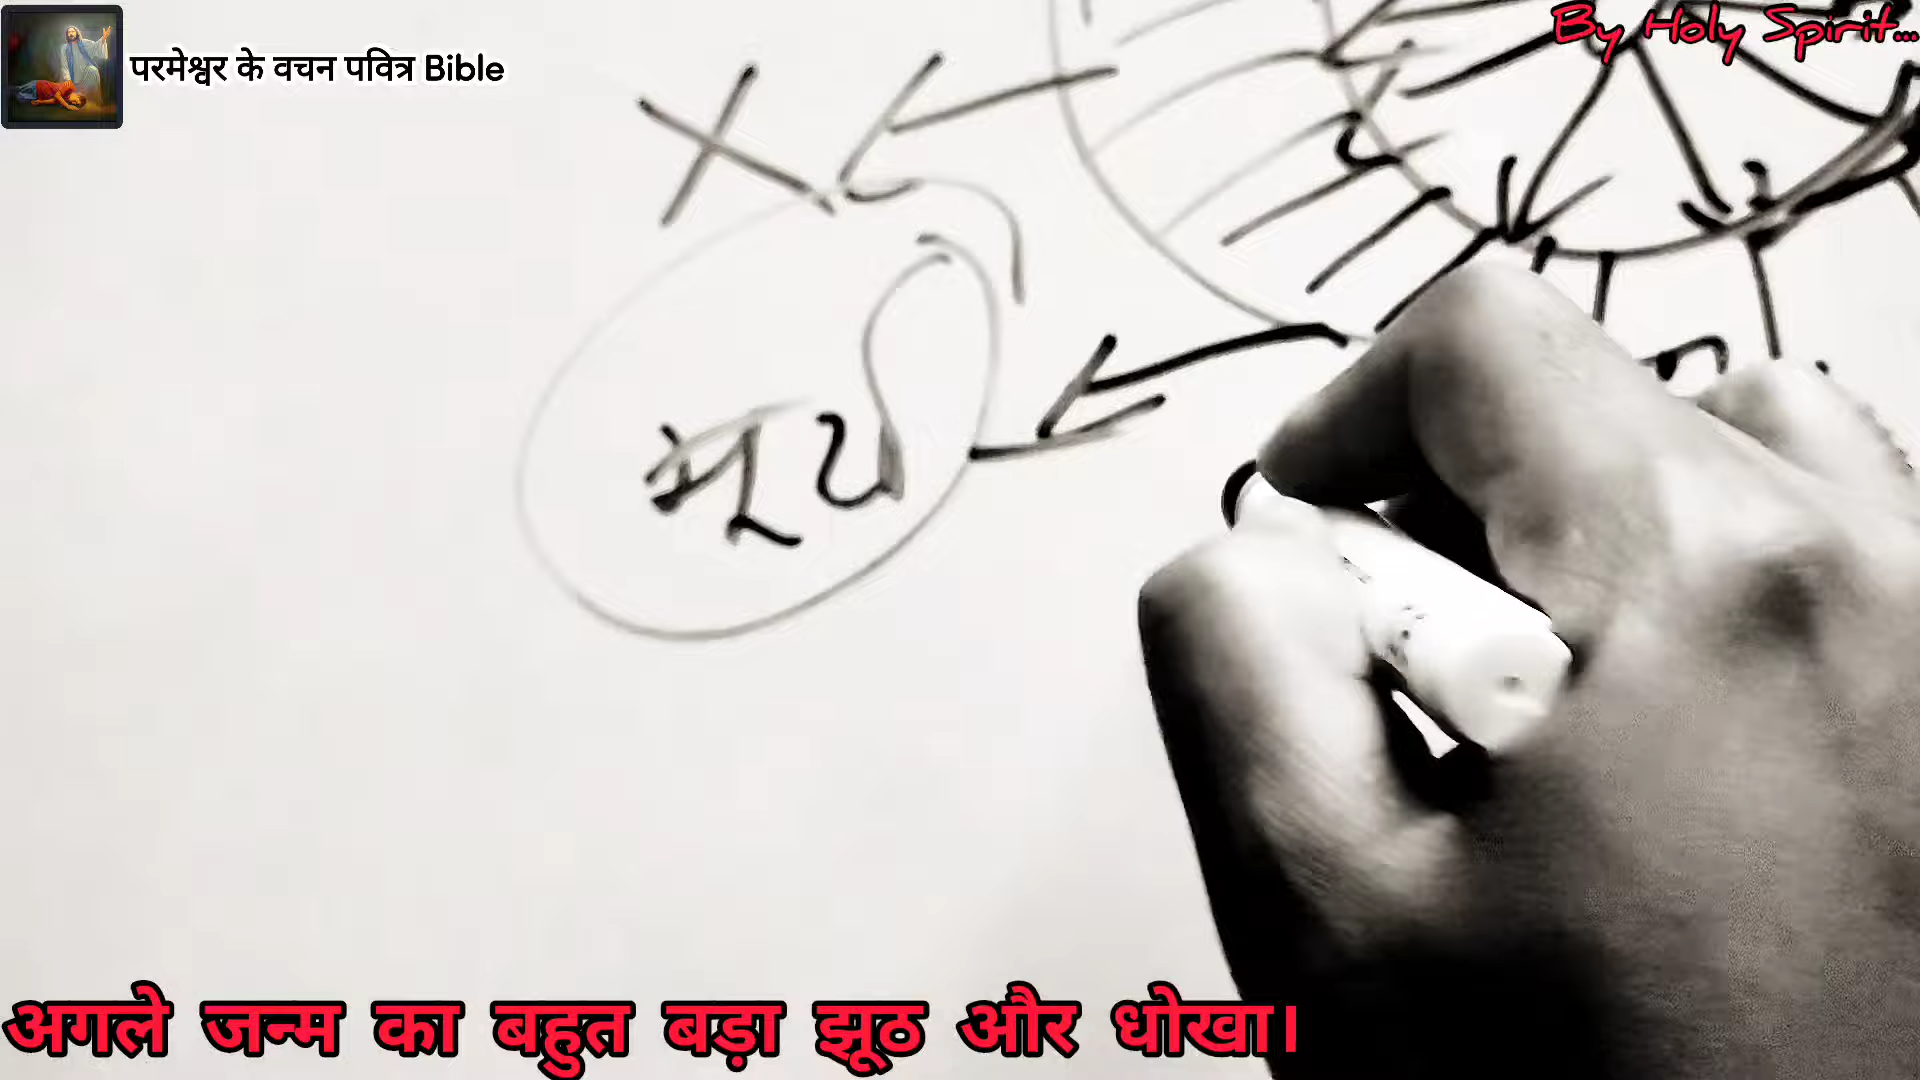 परमेश्वर के वचन पवित्र Bible
By Holy Spirit...
अगले जन्म का बहुत बड़ा झूठ और धोखा।